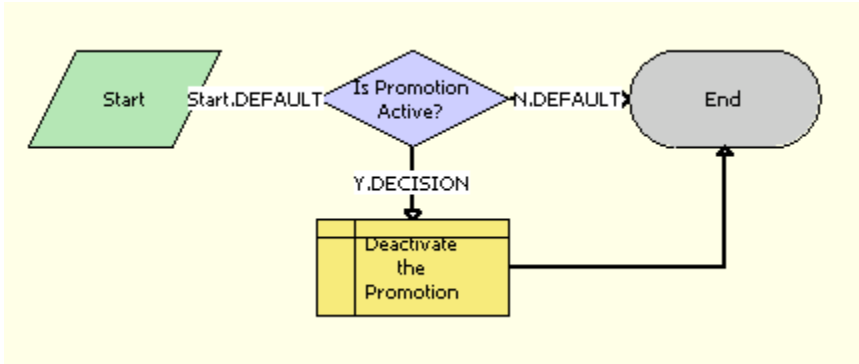 Start
Start.DEFAULT
Is Promotion
Active?
N.DEFAULT
End
Y.DECISION
Deactivate
the
Promotion